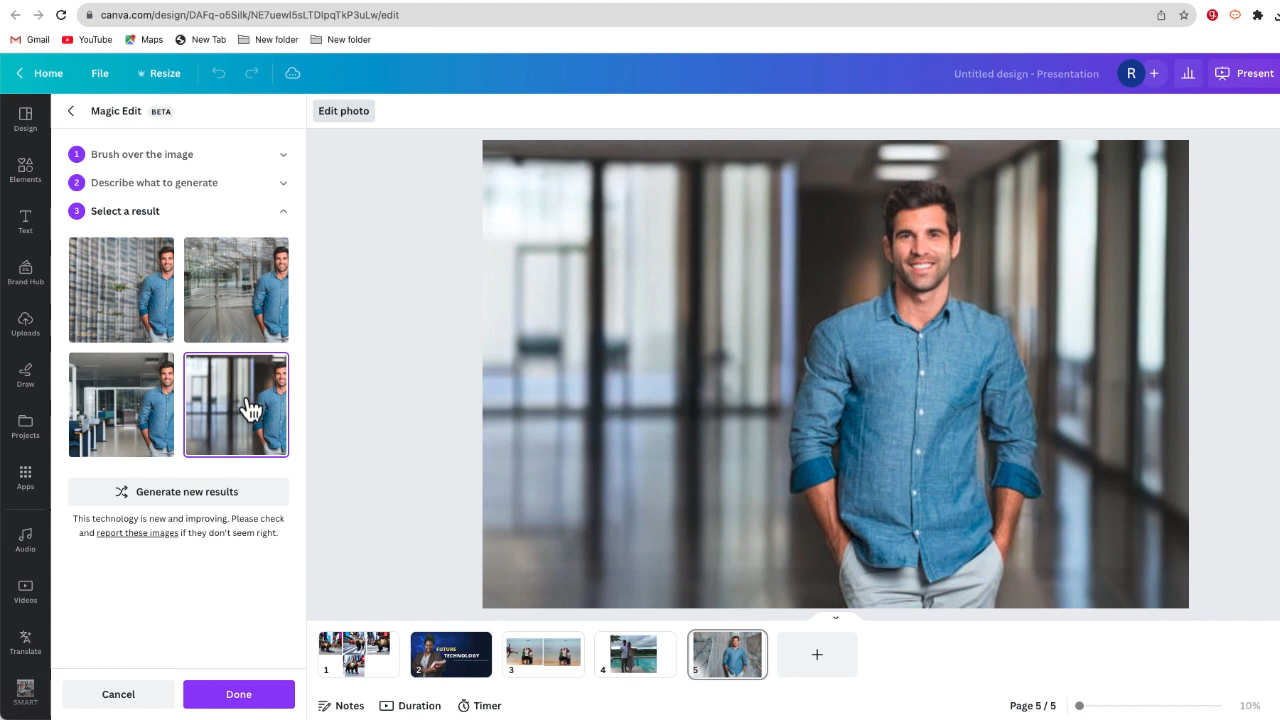 canva.com/design/DAFq-o5Silk/NE7uewl5sLTDlpqTkP3uLw/edit
Gmail YouTube Maps New Tab New folder New folder
Home File Resize Untitled design - Presentation R + Present
Design
Elements
Text
Brand Hub
Uploads
Draw
Projects
Apps
Audio
Videos
Translate
SMART
Magic Edit BETA
1 Brush over the image
2 Describe what to generate
3 Select a result
Generate new results
This technology is new and improving. Please check
and report these images if they don't seem right.
Cancel Done
Edit photo
1 2 FUTURE TECHNOLOGY 3 4 5 +
Notes Duration Timer Page 5 / 5 10%